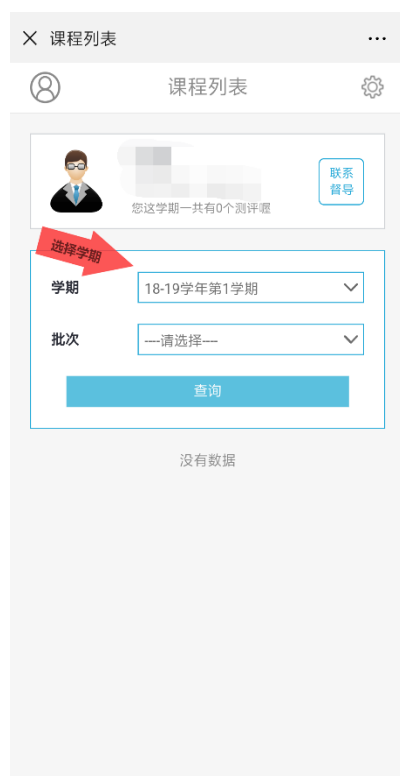 课程列表
课程列表
您这学期一共有0个测评喔
联系
督导
选择学期
学期
18-19学年第1学期
批次
----请选择----
查询
没有数据